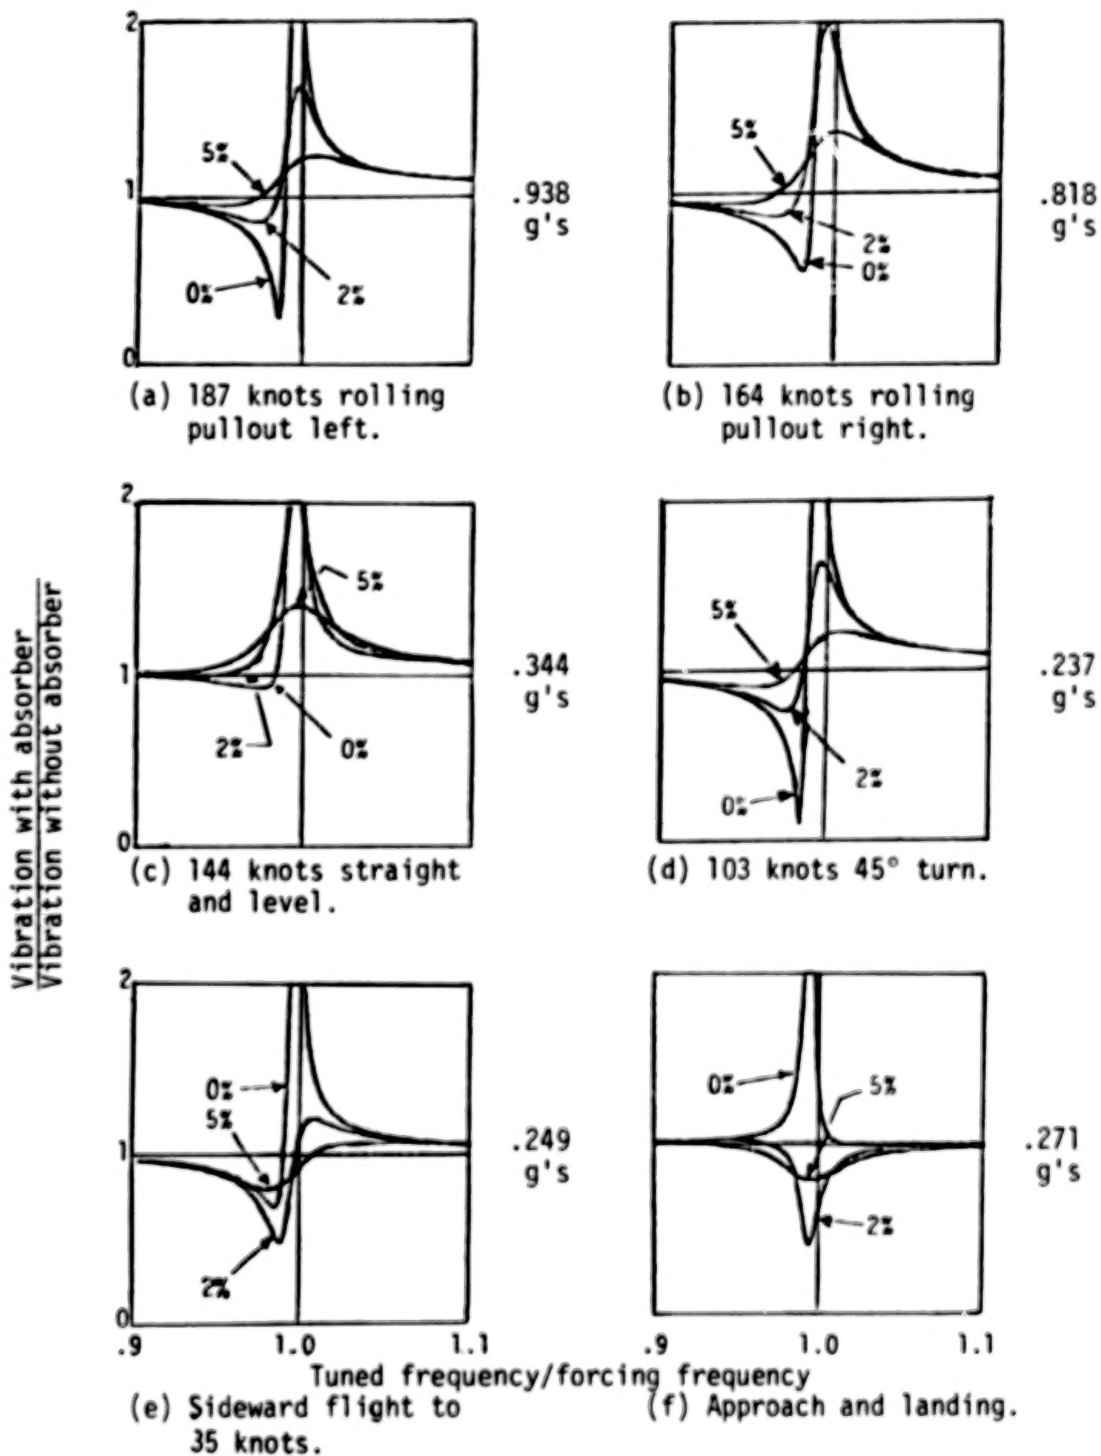 2
5%
1
0%
2%
0
.938
g's
(a) 187 knots rolling
pullout left.
5%
2%
0%
.818
g's
(b) 164 knots rolling
pullout right.
2
5%
1
2%
0%
0
.344
g's
(c) 144 knots straight
and level.
5%
2%
0%
.237
g's
(d) 103 knots 45° turn.
Vibration with absorber
Vibration without absorber
2
0%
5%
1
2%
0
.249
g's
.9
1.0
1.1
0%
5%
2%
.271
g's
.9
1.0
1.1
Tuned frequency/forcing frequency
(e) Sideward flight to
35 knots.
(f) Approach and landing.